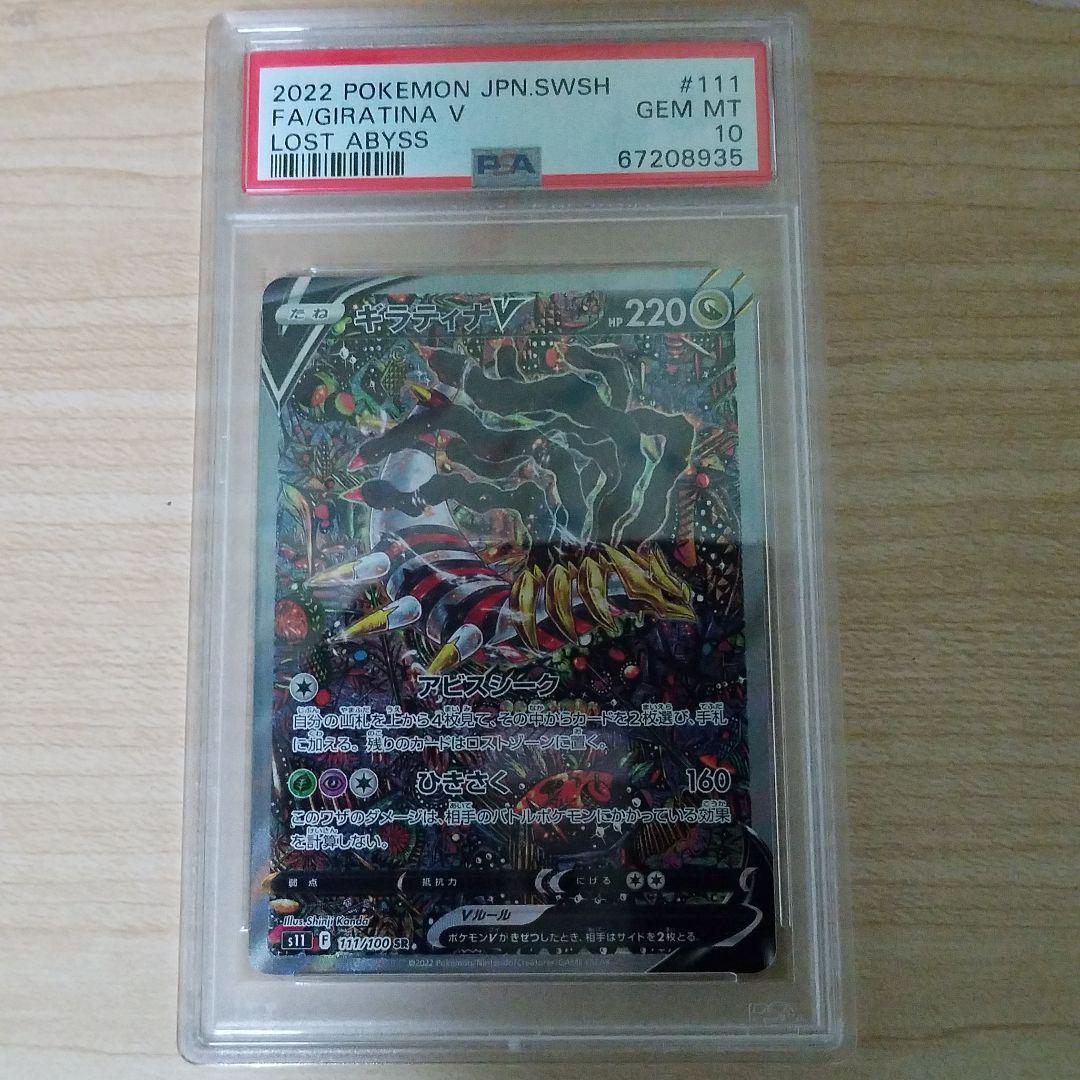 2022 POKEMON JPN.SWSH #111
FA/GIRATINA V GEM MT
LOST ABYSS 10
PSA 67208935
たね ギラティナV HP 220
アビスシーク
自分の山札を上から4枚見て、その中からカードを2枚選び、手札
に加える。残りのカードはロストゾーンに置く。
ひきさく 160
このワザのダメージは、相手のバトルポケモンにかかっている効果
を計算しない。
弱点 抵抗力 にげる
Illus. Shinji Kanda
Vルール
ポケモンVがきぜつしたとき、相手はサイドを2枚とる。
s11 F 111/100 SR
©2022 Pokémon/Nintendo/Creatures/GAME FREAK
PSA